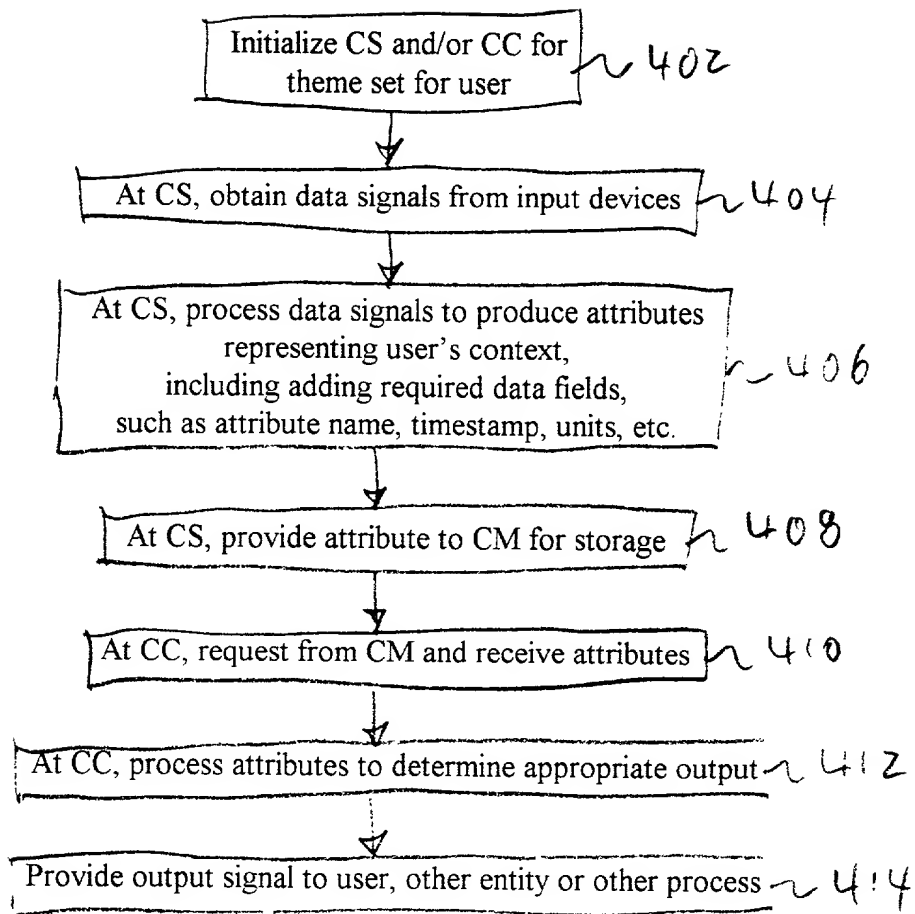 Initialize CS and/or CC for
theme set for user
402
At CS, obtain data signals from input devices
404
At CS, process data signals to produce attributes
representing user's context,
including adding required data fields,
such as attribute name, timestamp, units, etc.
406
At CS, provide attribute to CM for storage
408
At CC, request from CM and receive attributes
410
At CC, process attributes to determine appropriate output
412
Provide output signal to user, other entity or other process
414